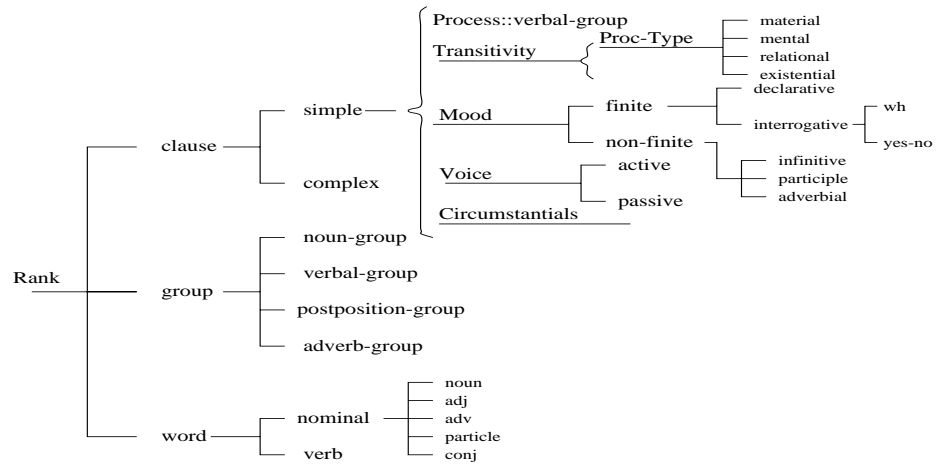 Process::verbal-group
Transitivity
Proc-Type
material
mental
relational
existential
simple
Mood
finite
declarative
interrogative
wh
yes-no
non-finite
infinitive
participle
adverbial
clause
complex
Voice
active
passive
Circumstantials
Rank
group
noun-group
verbal-group
postposition-group
adverb-group
word
nominal
noun
adj
adv
particle
conj
verb